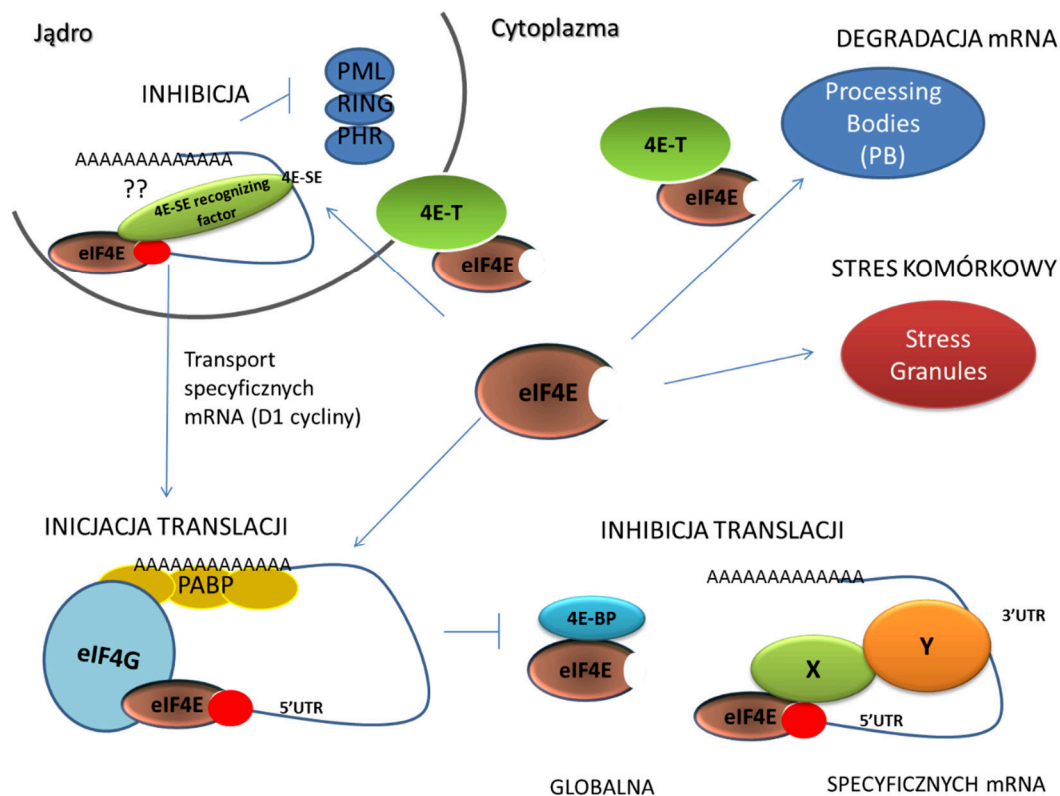 Jądro
Cytoplazma
DEGRADACJA mRNA
INHIBICJA
PML
RING
PHR
Processing
Bodies
(PB)
4E-T
eIF4E
AAAAAAAAAAAAA
??
4E-SE
4E-SE recognizing
factor
eIF4E
4E-T
eIF4E
STRES KOMÓRKOWY
Stress
Granules
Transport
specyficznych
mRNA (D1 cycliny)
eIF4E
INICJACJA TRANSLACJI
AAAAAAAAAAAAA
PABP
eIF4G
eIF4E
5'UTR
INHIBICJA TRANSLACJI
4E-BP
eIF4E
AAAAAAAAAAAAA
3'UTR
Y
X
eIF4E
5'UTR
GLOBALNA
SPECYFICZNYCH mRNA